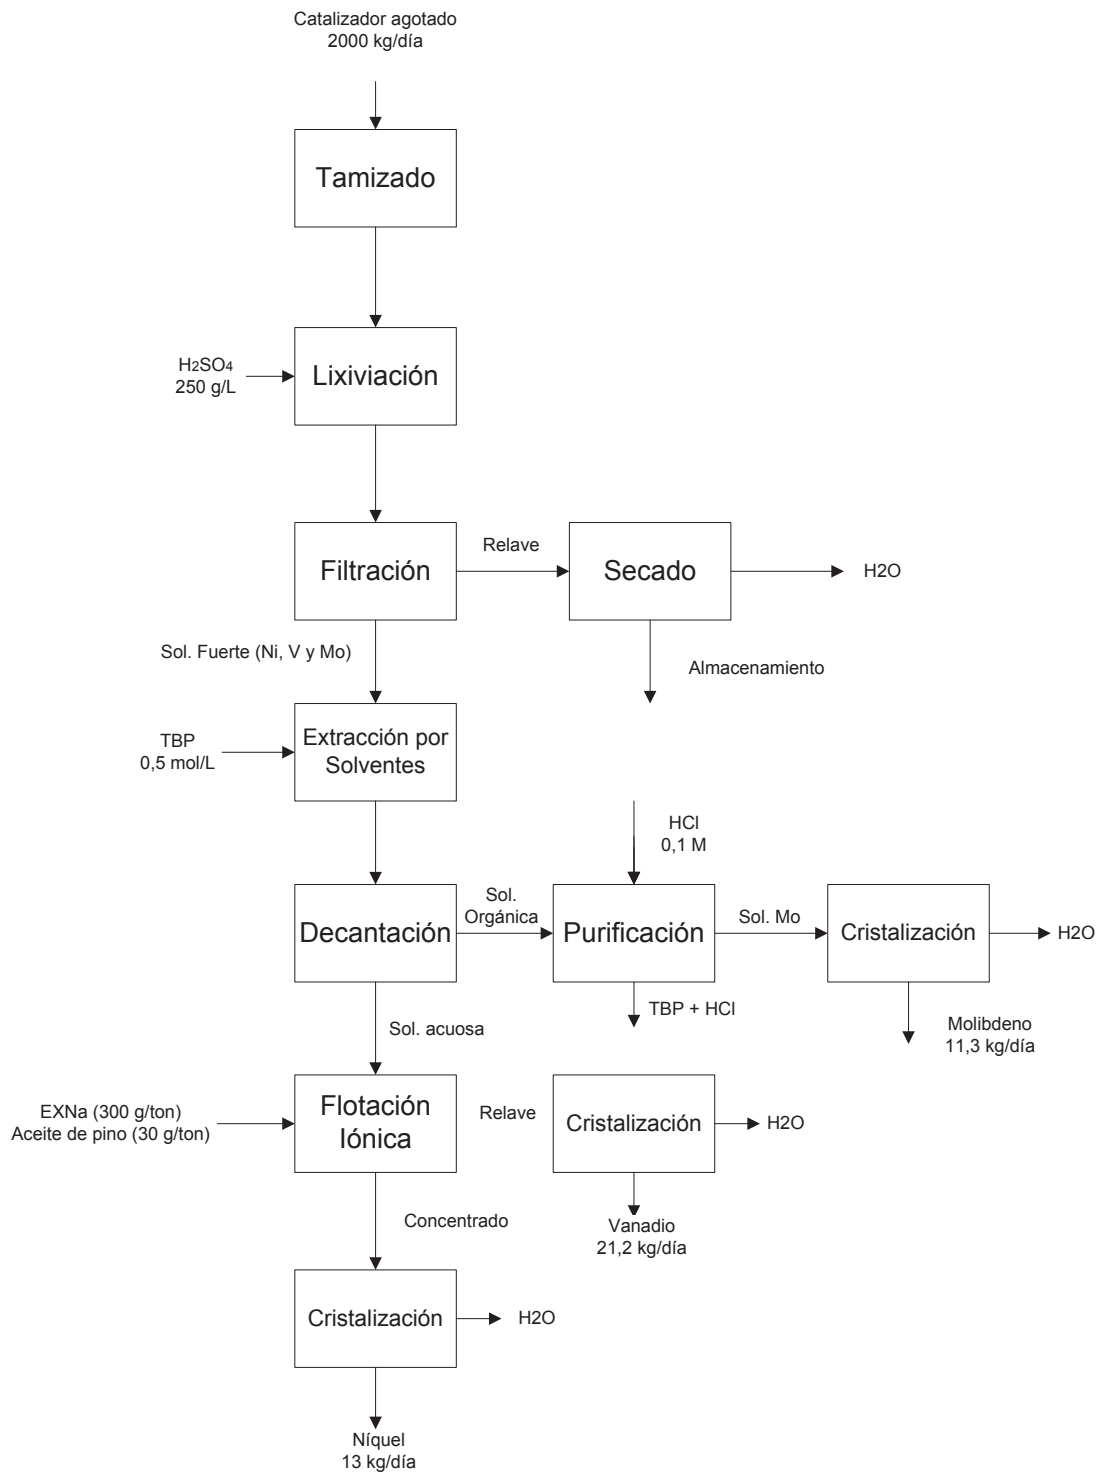 Catalizador agotado
2000 kg/día
Tamizado
H2SO4
250 g/L
Lixiviación
Filtración
Relave
Secado
H2O
Sol. Fuerte (Ni, V y Mo)
Almacenamiento
TBP
0,5 mol/L
Extracción por
Solventes
HCl
0,1 M
Decantación
Sol.
Orgánica
Purificación
Sol. Mo
Cristalización
H2O
Sol. acuosa
TBP + HCl
Molibdeno
11,3 kg/día
EXNa (300 g/ton)
Aceite de pino (30 g/ton)
Flotación
Iónica
Relave
Cristalización
H2O
Concentrado
Vanadio
21,2 kg/día
Cristalización
H2O
Níquel
13 kg/día